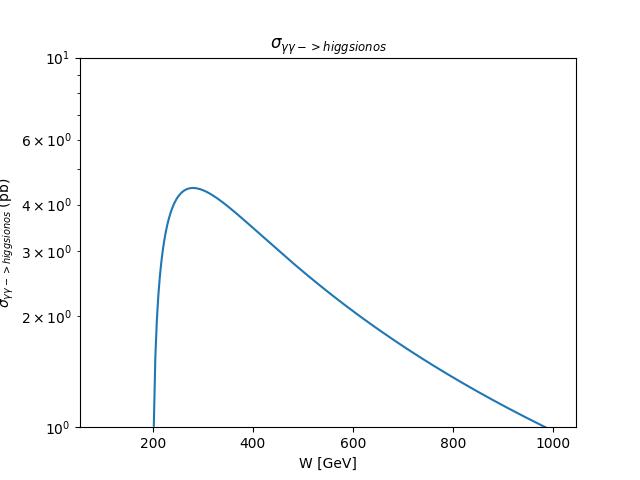 σγγ−>higgsionos
10¹
6 × 10⁰
4 × 10⁰
3 × 10⁰
2 × 10⁰
10⁰
σγγ−>higgsionos (pb)
200 400 600 800 1000
W [GeV]